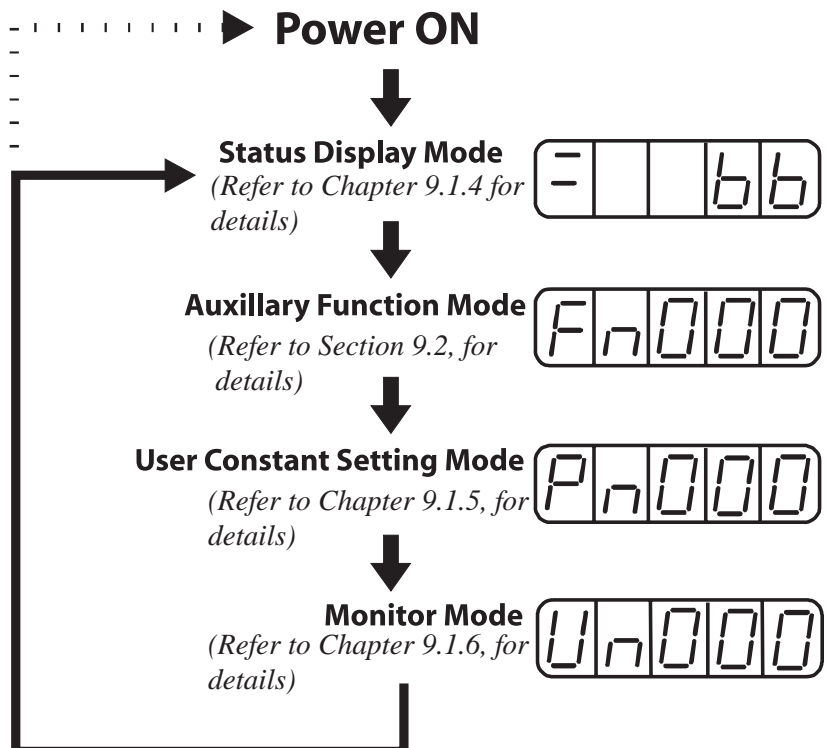 Power ON
Status Display Mode
(Refer to Chapter 9.1.4 for
details)
bb
Auxillary Function Mode
Fn000
(Refer to Section 9.2, for
details)
User Constant Setting Mode
Pn000
(Refer to Chapter 9.1.5, for
details)
Monitor Mode
Un000
(Refer to Chapter 9.1.6, for
details)